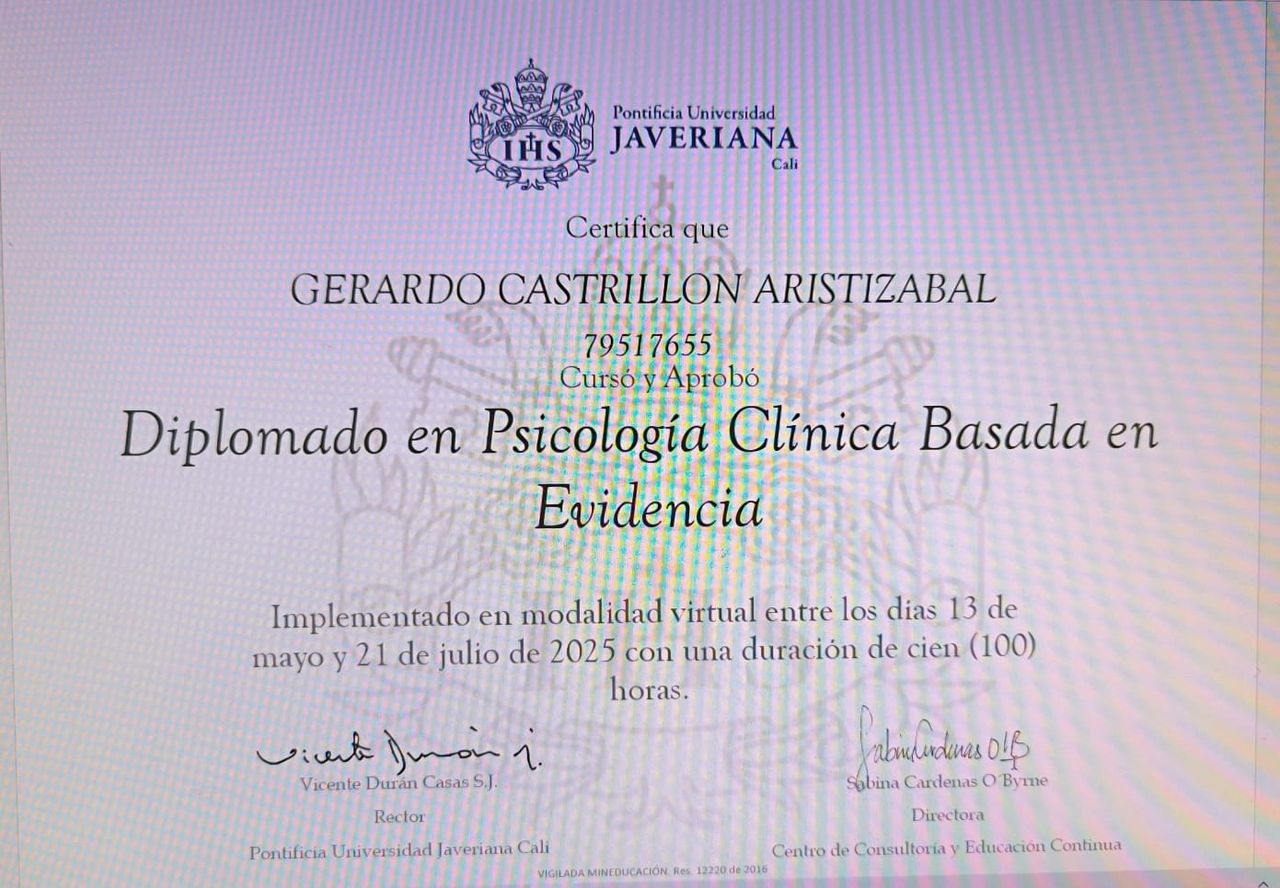 IHS
Pontificia Universidad
JAVERIANA
Cali
Certifica que
GERARDO CASTRILLON ARISTIZABAL
79517655
Cursó y Aprobó
Diplomado en Psicología Clínica Basada en
Evidencia
Implementado en modalidad virtual entre los dias 13 de
mayo y 21 de julio de 2025 con una duración de cien (100)
horas.
Vicente Durán Casas S.J.
Rector
Pontificia Universidad Javeriana Cali
Sabina Cardenas O´Byrne
Directora
Centro de Consultoría y Educación Continua
VIGILADA MINEDUCACIÓN. Res. 12220 de 2016